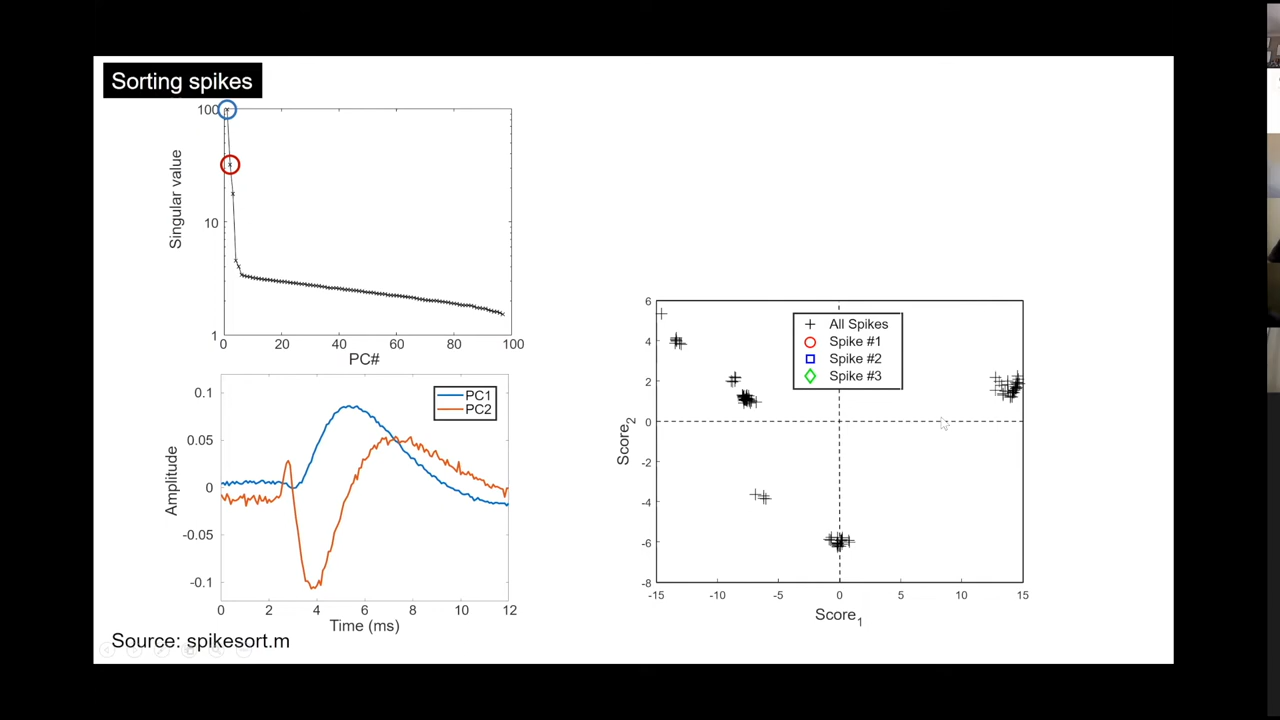 Sorting spikes
100
10
1
Singular value
0 20 40 60 80 100
PC#
0.1
0.05
0
-0.05
-0.1
Amplitude
PC1
PC2
0 2 4 6 8 10 12
Time (ms)
Source: spikesort.m
6
4
2
0
-2
-4
-6
-8
Score2
All Spikes
Spike #1
Spike #2
Spike #3
-15 -10 -5 0 5 10 15
Score1